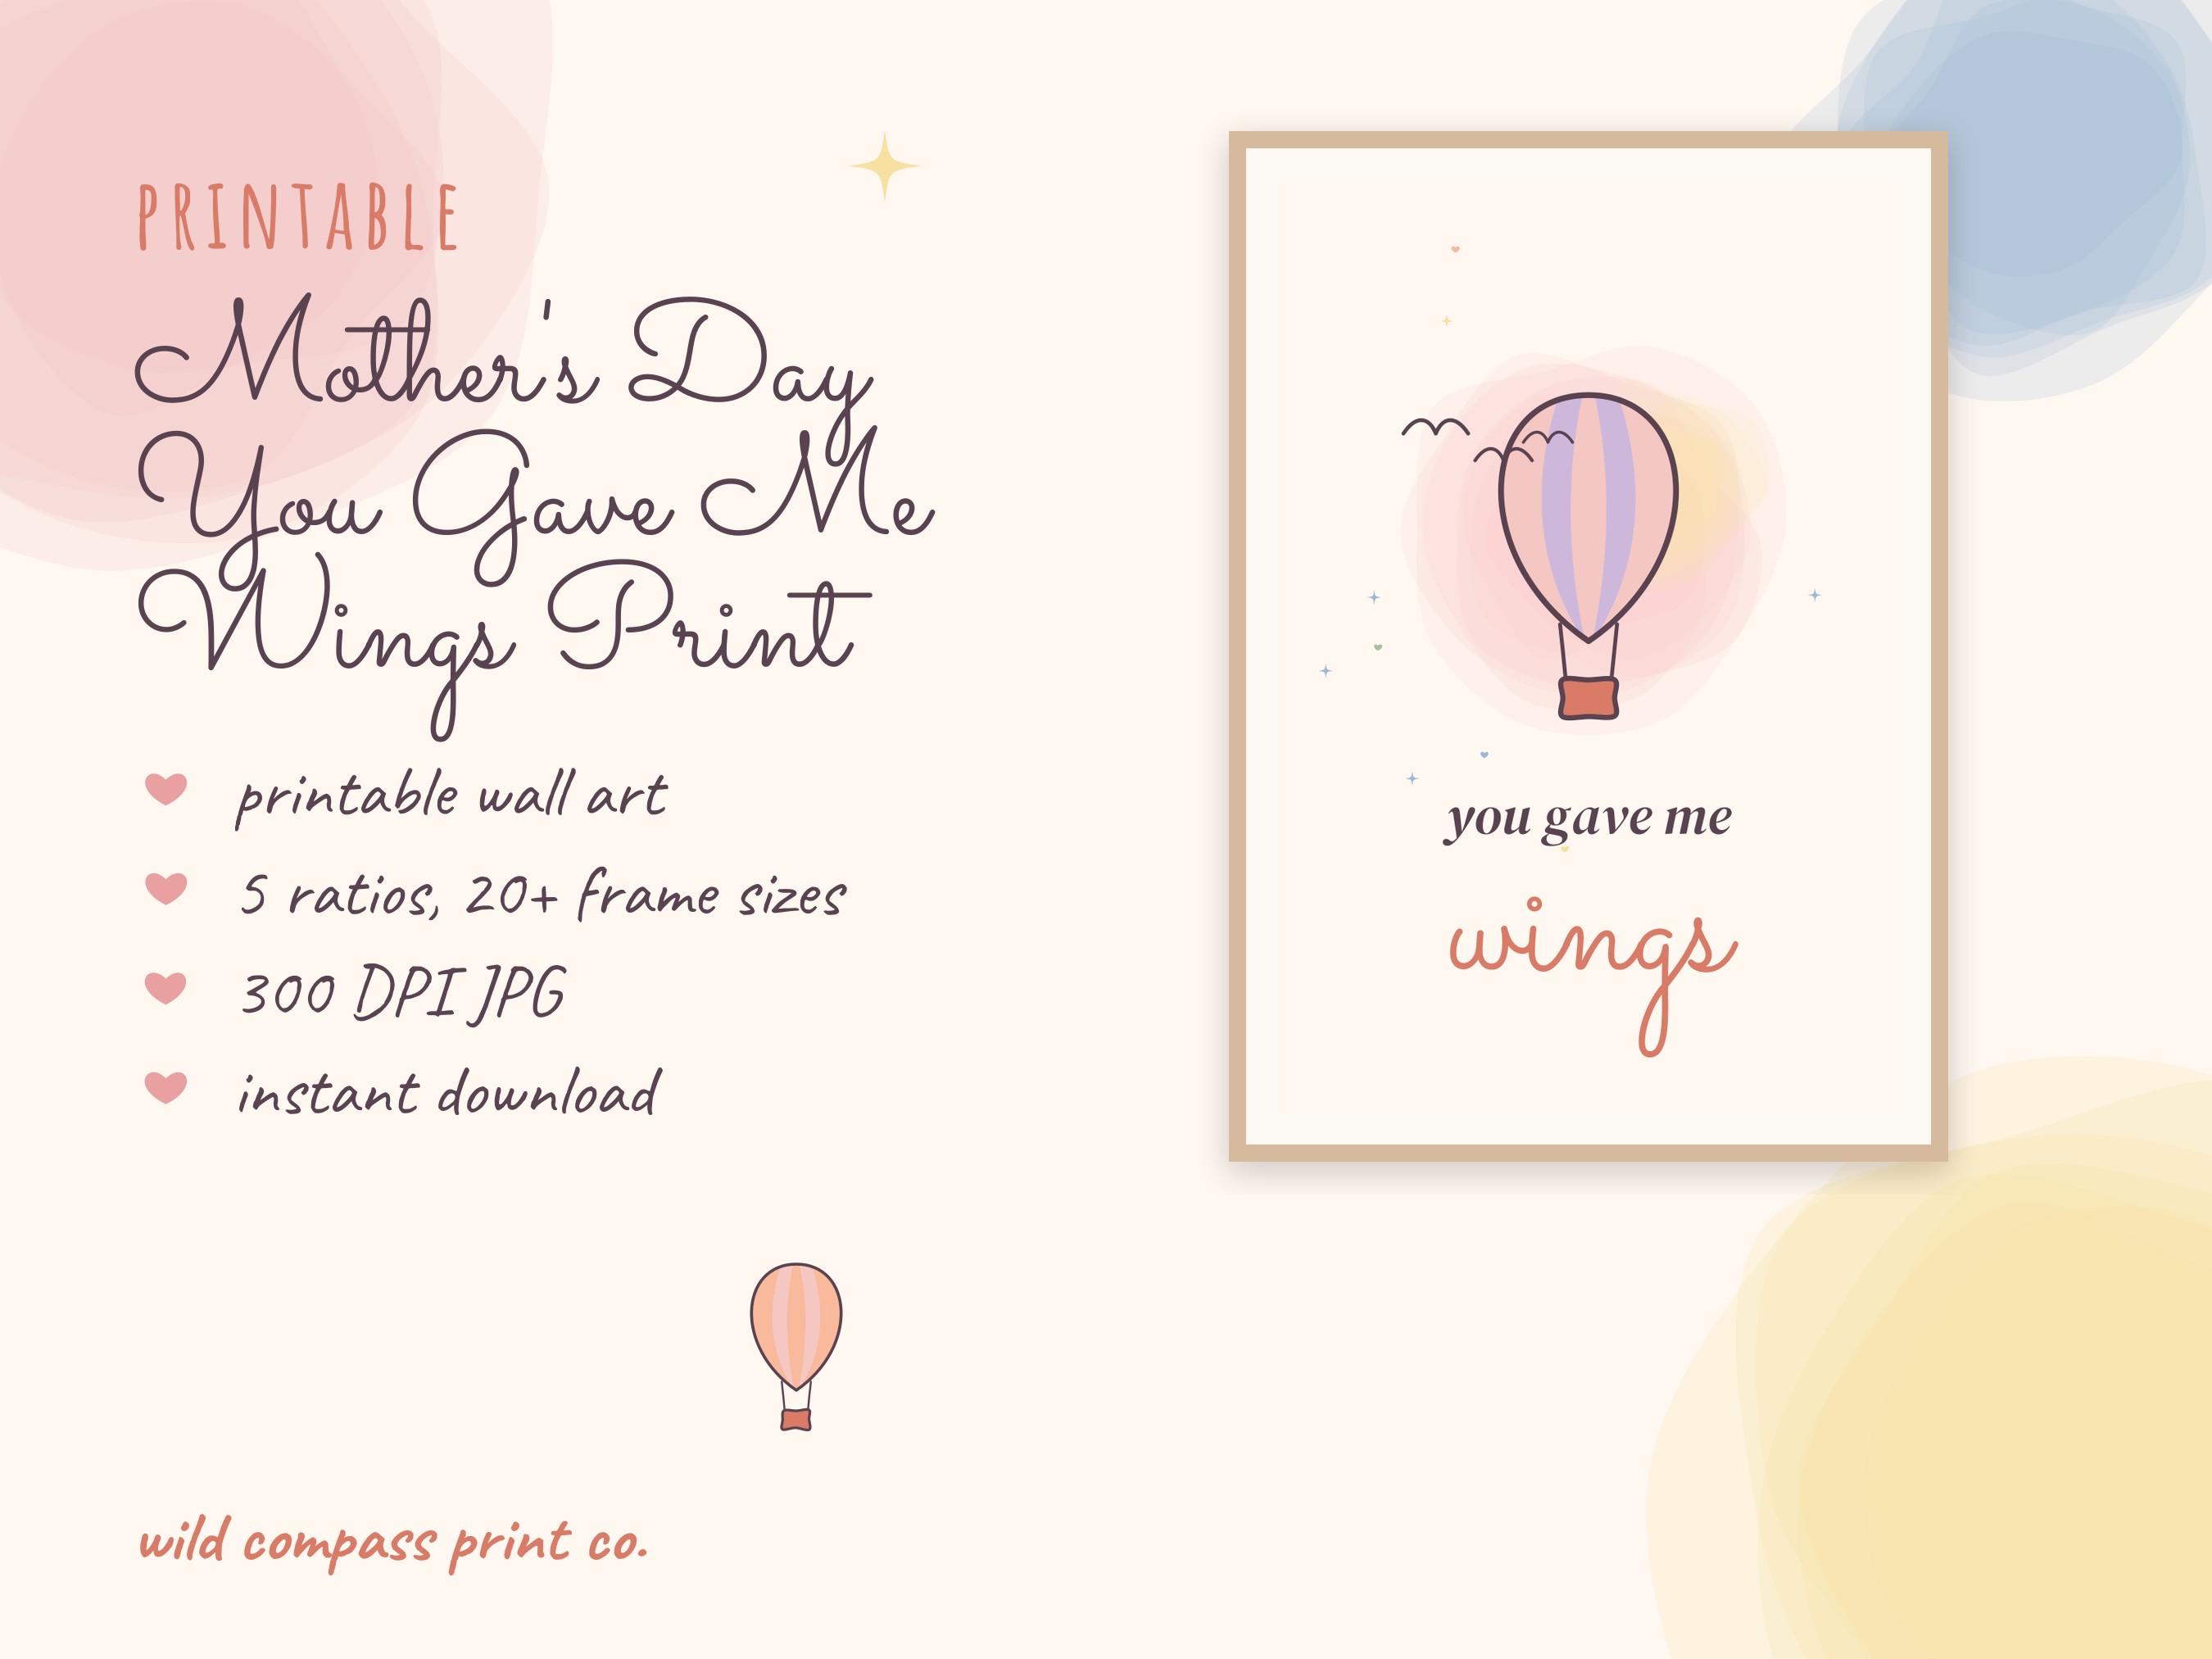 PRINTABLE
Mother's Day
You Gave Me
Wings Print
printable wall art
5 ratios, 20+ frame sizes
300 DPI JPG
instant download
wild compass print co.
you gave me
wings